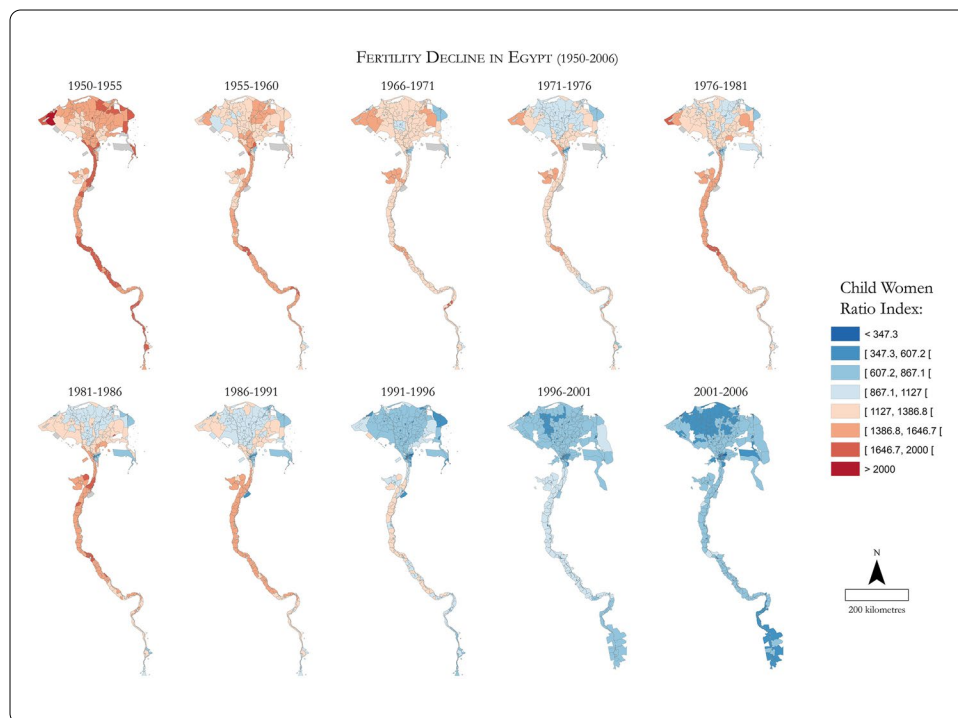 FERTILITY DECLINE IN EGYPT (1950-2006)
1950-1955
1955-1960
1966-1971
1971-1976
1976-1981
1981-1986
1986-1991
1991-1996
1996-2001
2001-2006
Child Women
Ratio Index:
< 347.3
[ 347.3, 607.2 [
[ 607.2, 867.1 [
[ 867.1, 1127 [
[ 1127, 1386.8 [
[ 1386.8, 1646.7 [
[ 1646.7, 2000 [
> 2000
N
200 kilometres